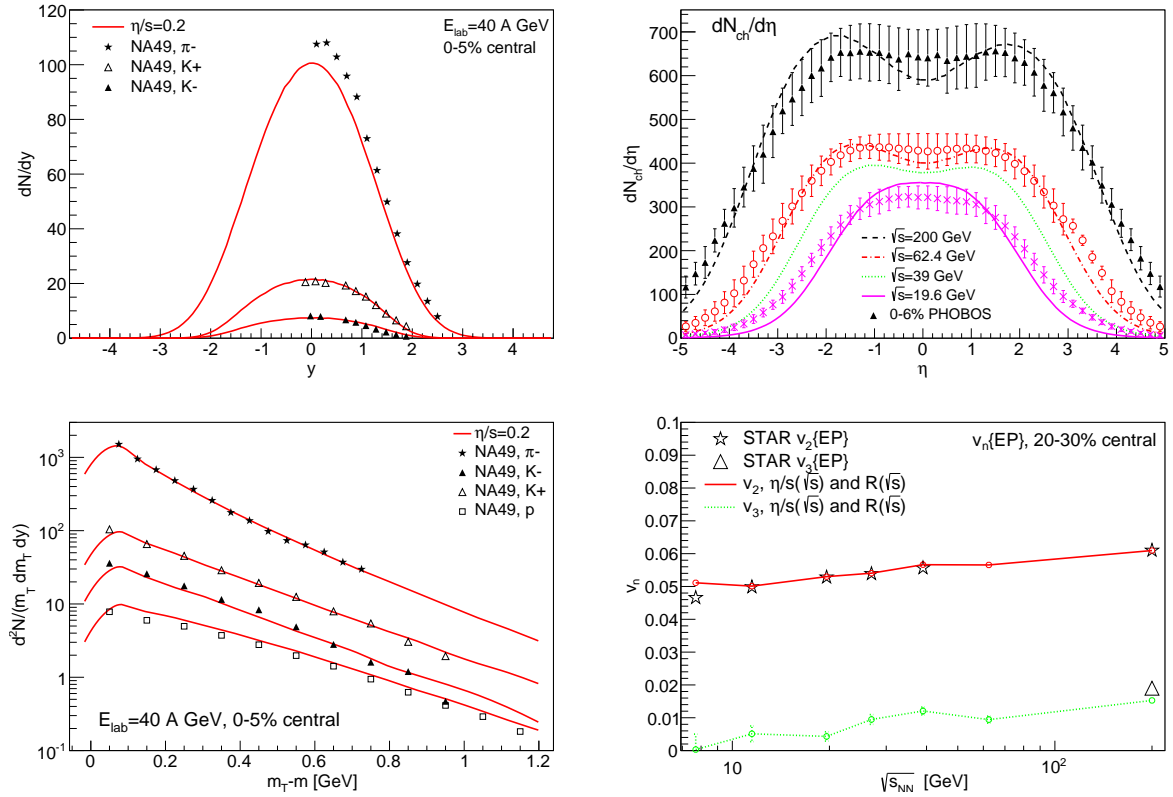 η/s=0.2
NA49, π-
NA49, K+
NA49, K-
E_lab=40 A GeV
0-5% central
dN/dy
120
100
80
60
40
20
0
-4 -2 0 2 4
y
dN_ch/dη
dN_ch/dη
700
600
500
400
300
200
100
0
√s=200 GeV
√s=62.4 GeV
√s=39 GeV
√s=19.6 GeV
0-6% PHOBOS
-5 -4 -3 -2 -1 0 1 2 3 4 5
η
η/s=0.2
NA49, π-
NA49, K-
NA49, K+
NA49, p
d²N/(m_T dm_T dy)
10³
10²
10
1
10⁻¹
E_lab=40 A GeV, 0-5% central
0 0.2 0.4 0.6 0.8 1 1.2
m_T-m [GeV]
STAR v₂{EP}
STAR v₃{EP}
v₂, η/s(√s) and R(√s)
v₃, η/s(√s) and R(√s)
v_n{EP}, 20-30% central
v_n
0.1
0.09
0.08
0.07
0.06
0.05
0.04
0.03
0.02
0.01
0
10 10²
√s_NN [GeV]